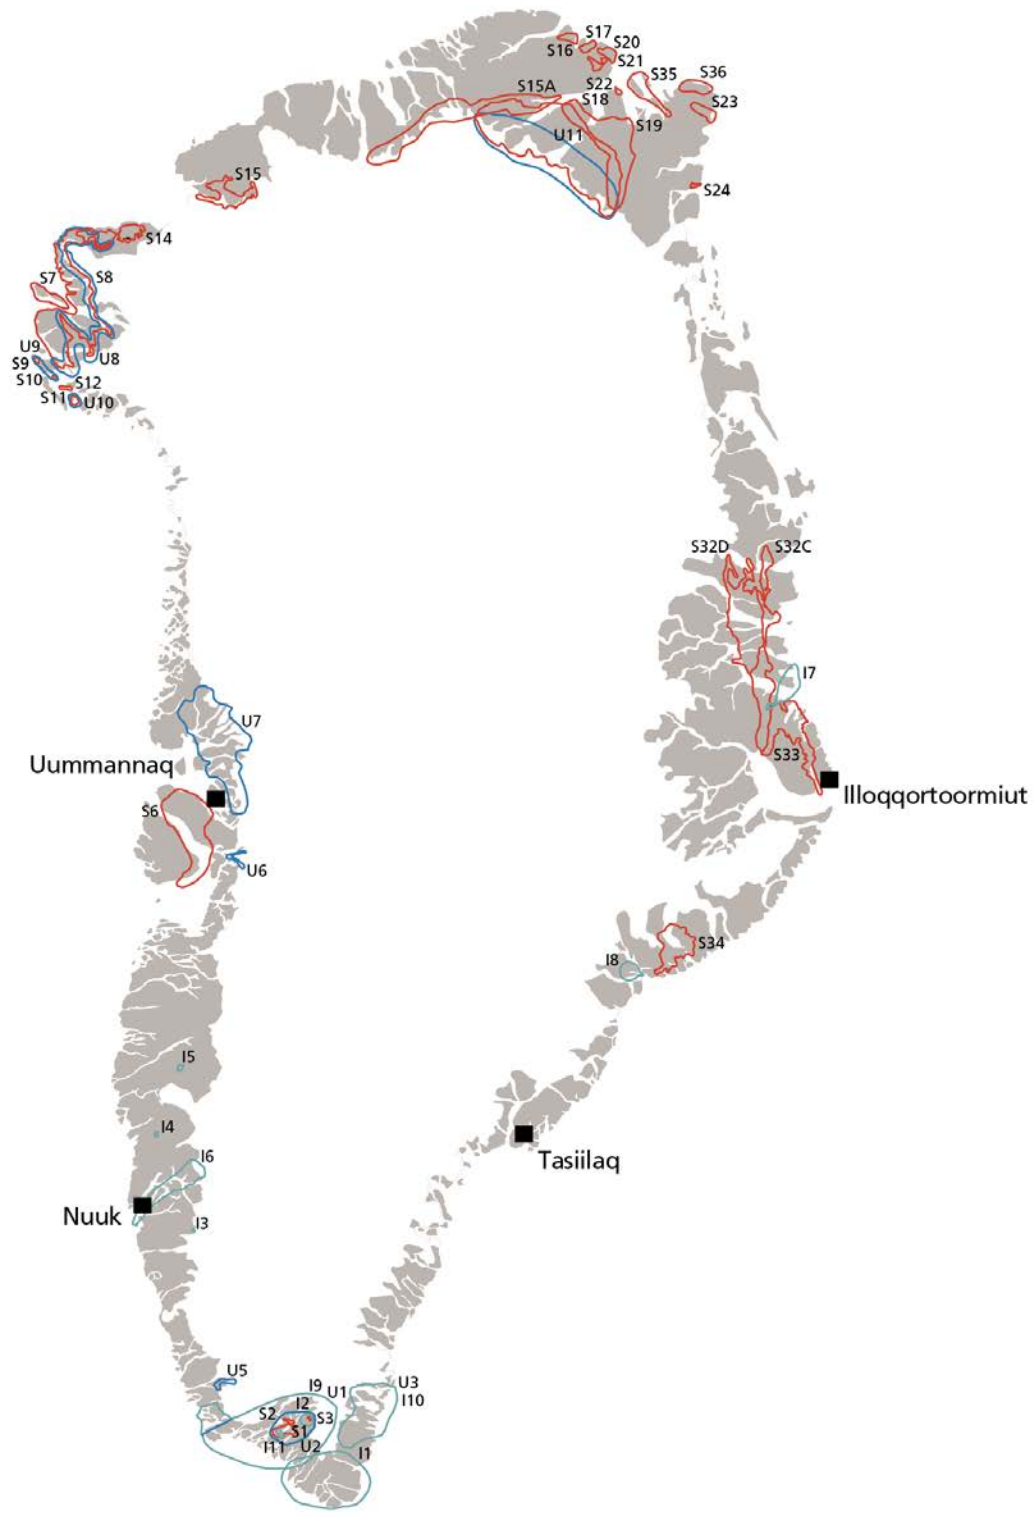 S17
S16
S20
S21
S35
S36
S22
S15A
S18
S23
S19
U11
S15
S24
S14
S7
S8
U9
S9
U8
S10
S12
S11
U10
S32D
S32C
I7
U7
Uummannaq
S33
S6
Illoqqortoormiut
U6
S34
I8
I5
I4
I6
Tasiilaq
Nuuk
I3
U5
I9
U1
U3
I2
I10
S2
S3
S1
I11
U2
I1